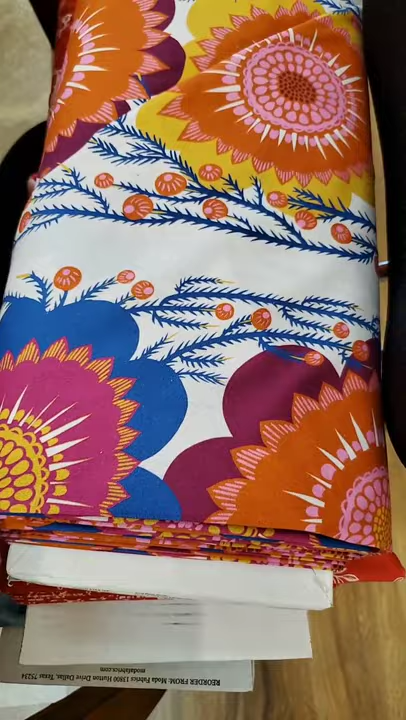 REORDER FROM: Moda Fabrics 13800 Hutton Drive Dallas, Texas 75234
modafabrics.com